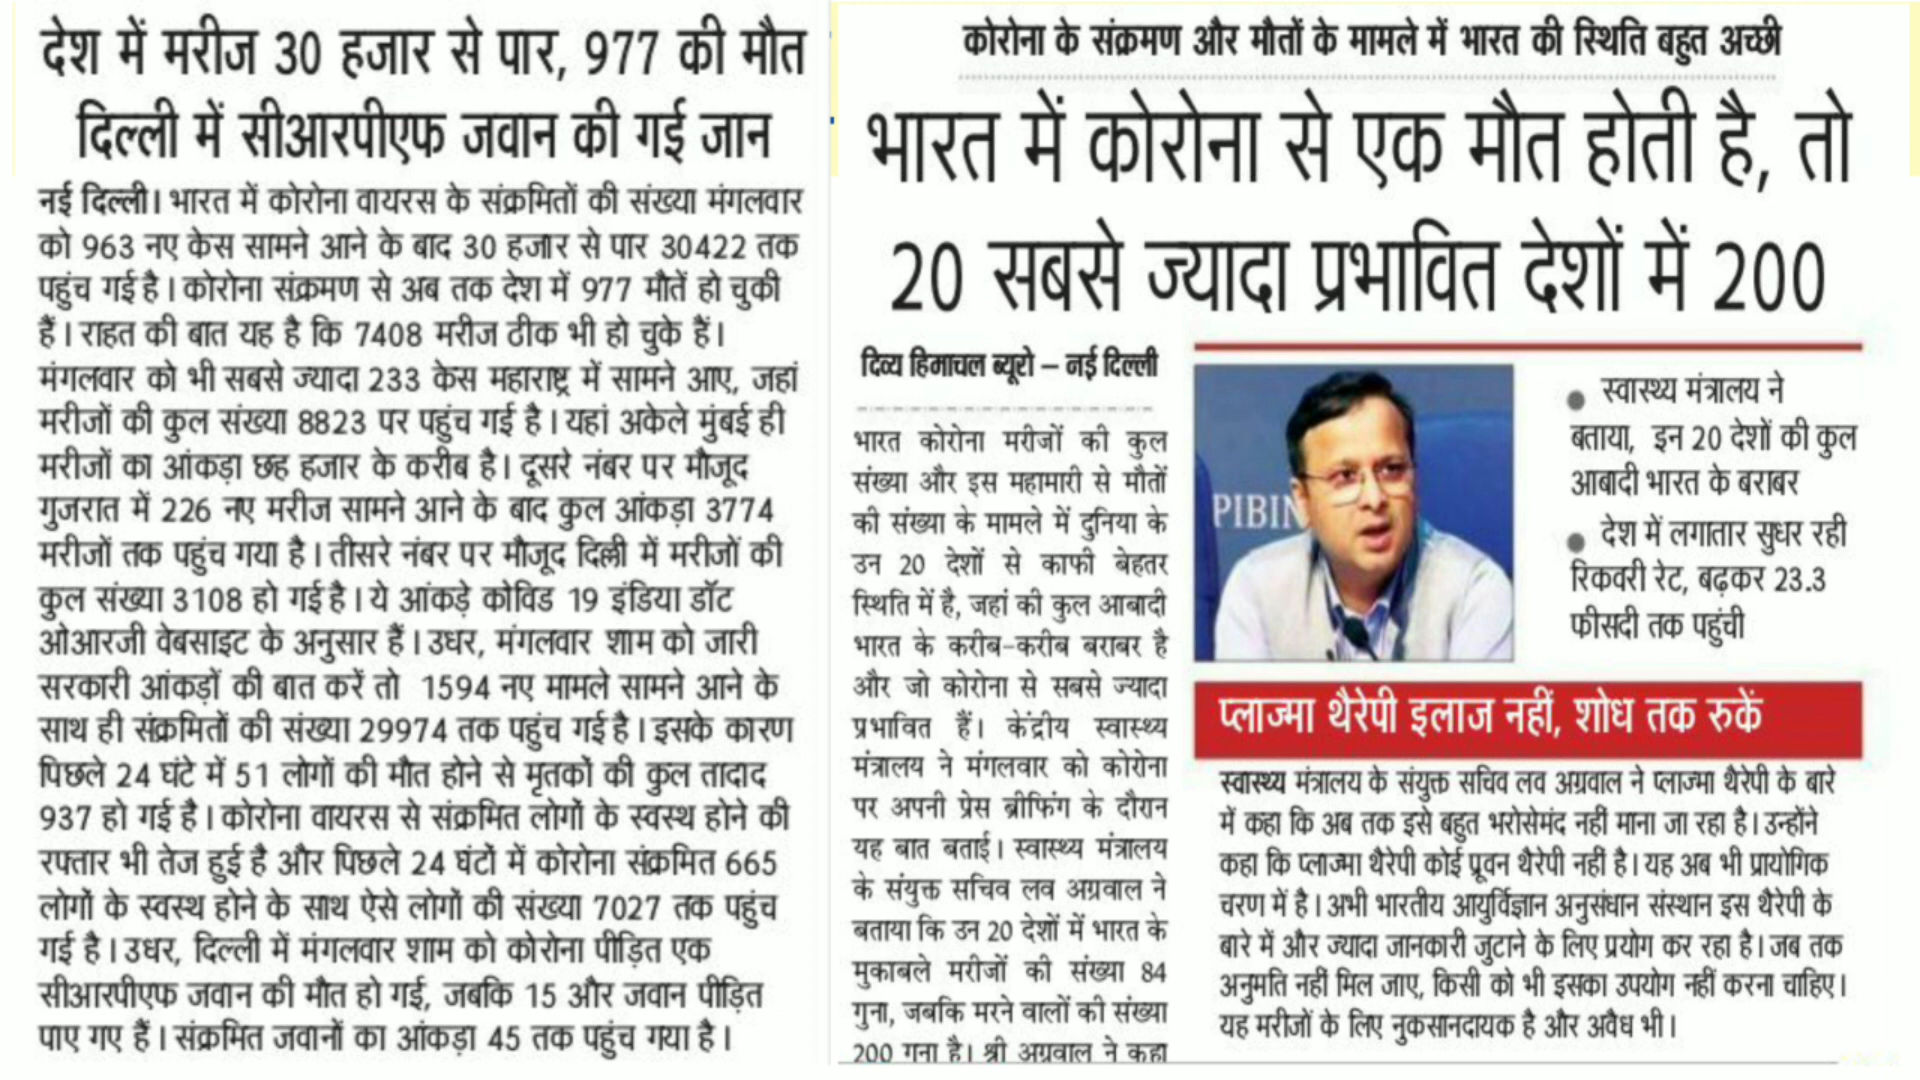 देश में मरीज 30 हजार से पार, 977 की मौत
दिल्ली में सीआरपीएफ जवान की गई जान
नई दिल्ली। भारत में कोरोना वायरस के संक्रमितों की संख्या मंगलवार
को 963 नए केस सामने आने के बाद 30 हजार से पार 30422 तक
पहुंच गई है। कोरोना संक्रमण से अब तक देश में 977 मौतें हो चुकी
हैं। राहत की बात यह है कि 7408 मरीज ठीक भी हो चुके हैं।
मंगलवार को भी सबसे ज्यादा 233 केस महाराष्ट्र में सामने आए, जहां
मरीजों की कुल संख्या 8823 पर पहुंच गई है। यहां अकेले मुंबई ही
मरीजों का आंकड़ा छह हजार के करीब है। दूसरे नंबर पर मौजूद
गुजरात में 226 नए मरीज सामने आने के बाद कुल आंकड़ा 3774
मरीजों तक पहुंच गया है। तीसरे नंबर पर मौजूद दिल्ली में मरीजों की
कुल संख्या 3108 हो गई है। ये आंकड़े कोविड 19 इंडिया डॉट
ओआरजी वेबसाइट के अनुसार हैं। उधर, मंगलवार शाम को जारी
सरकारी आंकड़ों की बात करें तो 1594 नए मामले सामने आने के
साथ ही संक्रमितों की संख्या 29974 तक पहुंच गई है। इसके कारण
पिछले 24 घंटे में 51 लोगों की मौत होने से मृतकों की कुल तादाद
937 हो गई है। कोरोना वायरस से संक्रमित लोगों के स्वस्थ होने की
रफ्तार भी तेज हुई है और पिछले 24 घंटों में कोरोना संक्रमित 665
लोगों के स्वस्थ होने के साथ ऐसे लोगों की संख्या 7027 तक पहुंच
गई है। उधर, दिल्ली में मंगलवार शाम को कोरोना पीड़ित एक
सीआरपीएफ जवान की मौत हो गई, जबकि 15 और जवान पीड़ित
पाए गए हैं। संक्रमित जवानों का आंकड़ा 45 तक पहुंच गया है।
कोरोना के संक्रमण और मौतों के मामले में भारत की स्थिति बहुत अच्छी
भारत में कोरोना से एक मौत होती है, तो
20 सबसे ज्यादा प्रभावित देशों में 200
दिव्य हिमाचल ब्यूरो – नई दिल्ली
भारत कोरोना मरीजों की कुल
संख्या और इस महामारी से मौतों
की संख्या के मामले में दुनिया के
उन 20 देशों से काफी बेहतर
स्थिति में है, जहां की कुल आबादी
भारत के करीब-करीब बराबर है
और जो कोरोना से सबसे ज्यादा
प्रभावित हैं। केंद्रीय स्वास्थ्य
मंत्रालय ने मंगलवार को कोरोना
पर अपनी प्रेस ब्रीफिंग के दौरान
यह बात बताई। स्वास्थ्य मंत्रालय
के संयुक्त सचिव लव अग्रवाल ने
बताया कि उन 20 देशों में भारत के
मुकाबले मरीजों की संख्या 84
गुना, जबकि मरने वालों की संख्या
200 गुना है। श्री अग्रवाल ने कहा
PIBIN
● स्वास्थ्य मंत्रालय ने
बताया, इन 20 देशों की कुल
आबादी भारत के बराबर
● देश में लगातार सुधर रही
रिकवरी रेट, बढ़कर 23.3
फीसदी तक पहुंची
प्लाज्मा थैरेपी इलाज नहीं, शोध तक रुकें
स्वास्थ्य मंत्रालय के संयुक्त सचिव लव अग्रवाल ने प्लाज्मा थैरेपी के बारे
में कहा कि अब तक इसे बहुत भरोसेमंद नहीं माना जा रहा है। उन्होंने
कहा कि प्लाज्मा थैरेपी कोई प्रूवन थैरेपी नहीं है। यह अब भी प्रायोगिक
चरण में है। अभी भारतीय आयुर्विज्ञान अनुसंधान संस्थान इस थैरेपी के
बारे में और ज्यादा जानकारी जुटाने के लिए प्रयोग कर रहा है। जब तक
अनुमति नहीं मिल जाए, किसी को भी इसका उपयोग नहीं करना चाहिए।
यह मरीजों के लिए नुकसानदायक है और अवैध भी।